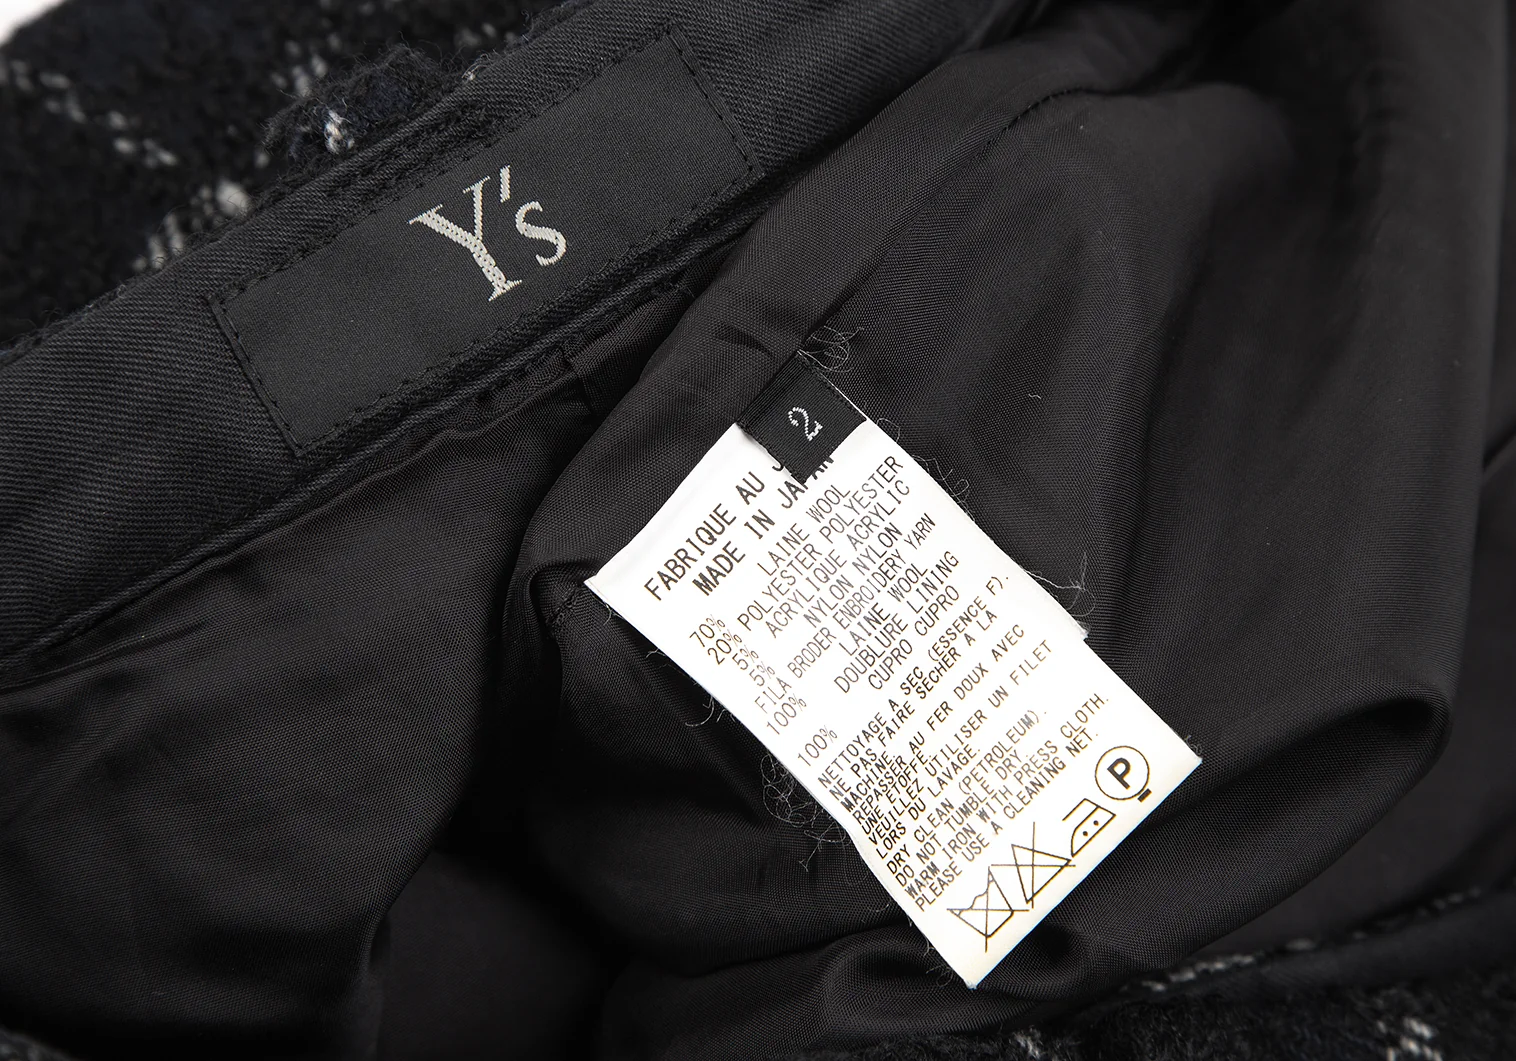 Y's
2
FABRIQUE AU
MADE IN JAPAN
70% LAINE WOOL
20% POLYESTER POLYESTER
5% ACRYLIQUE ACRYLIC
5% NYLON NYLON
FILA BRODER ENBROIDERY YARN
100% LAINE WOOL
DOUBLURE LINING
100% CUPRO CUPRO
NETTOYAGE A SEC (ESSENCE F).
NE PAS FAIRE SECHER A LA
MACHINE. AU FER DOUX AVEC
REPASSER
UNE ETOFFE.
VEUILLEZ UTILISER UN FILET
LORS DU LAVAGE.
DRY CLEAN (PETROLEUM).
DO NOT TUMBLE DRY.
WARM IRON WITH PRESS CLOTH.
PLEASE USE A CLEANING NET.
P